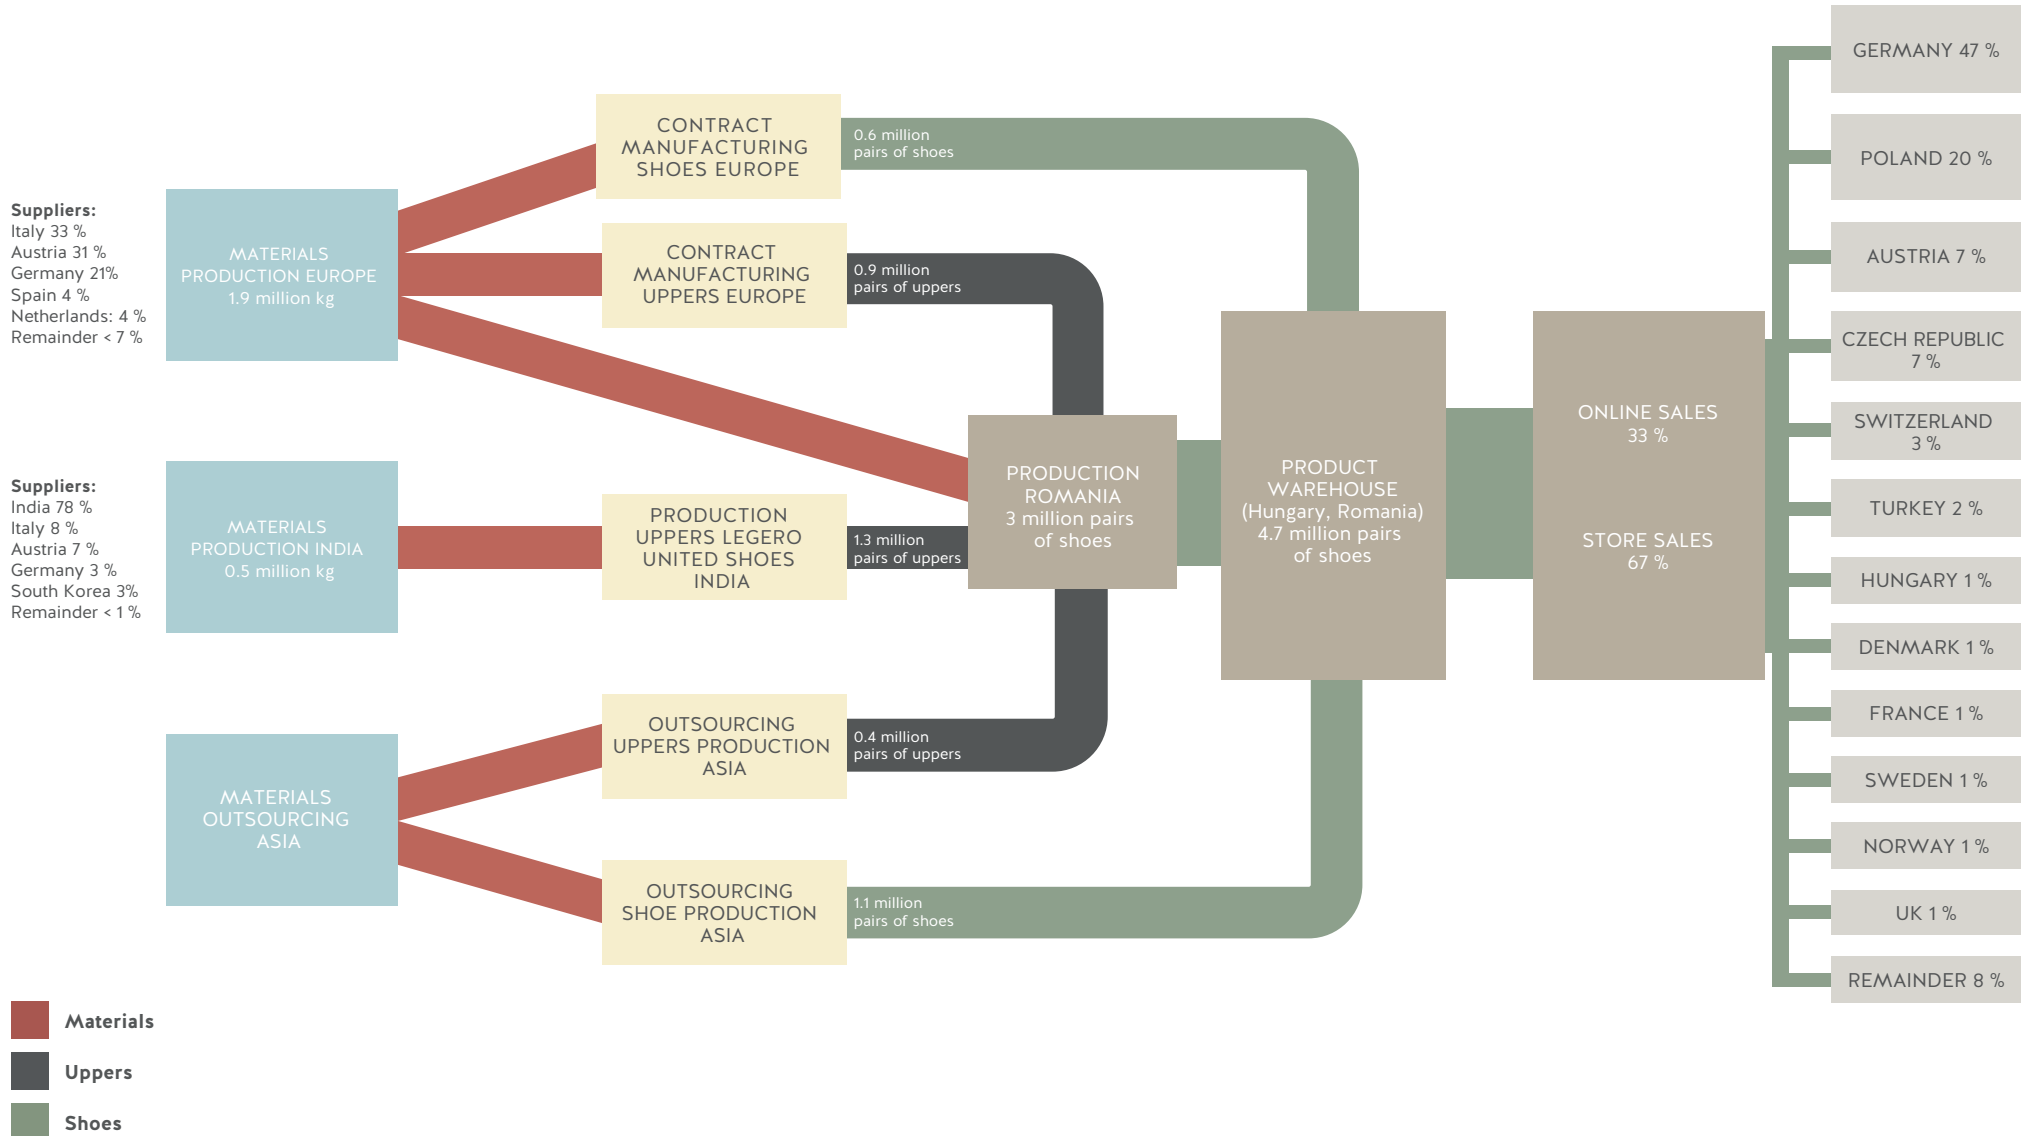 Suppliers:
Italy 33 %
Austria 31 %
Germany 21%
Spain 4 %
Netherlands: 4 %
Remainder < 7 %
MATERIALS
PRODUCTION EUROPE
1.9 million kg
Suppliers:
India 78 %
Italy 8 %
Austria 7 %
Germany 3 %
South Korea 3%
Remainder < 1 %
MATERIALS
PRODUCTION INDIA
0.5 million kg
MATERIALS
OUTSOURCING
ASIA
CONTRACT
MANUFACTURING
SHOES EUROPE
0.6 million
pairs of shoes
CONTRACT
MANUFACTURING
UPPERS EUROPE
0.9 million
pairs of uppers
PRODUCTION
UPPERS LEGERO
UNITED SHOES
INDIA
1.3 million
pairs of uppers
OUTSOURCING
UPPERS PRODUCTION
ASIA
0.4 million
pairs of uppers
OUTSOURCING
SHOE PRODUCTION
ASIA
1.1 million
pairs of shoes
PRODUCTION
ROMANIA
3 million pairs
of shoes
PRODUCT
WAREHOUSE
(Hungary, Romania)
4.7 million pairs
of shoes
ONLINE SALES
33 %
STORE SALES
67 %
GERMANY 47 %
POLAND 20 %
AUSTRIA 7 %
CZECH REPUBLIC
7 %
SWITZERLAND
3 %
TURKEY 2 %
HUNGARY 1 %
DENMARK 1 %
FRANCE 1 %
SWEDEN 1 %
NORWAY 1 %
UK 1 %
REMAINDER 8 %
Materials
Uppers
Shoes